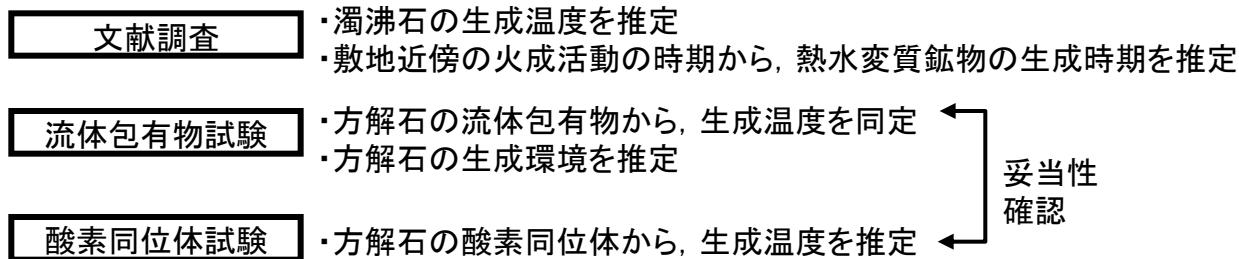 文献調査
・濁沸石の生成温度を推定
・敷地近傍の火成活動の時期から，熱水変質鉱物の生成時期を推定
流体包有物試験
・方解石の流体包有物から，生成温度を同定
・方解石の生成環境を推定
妥当性
確認
酸素同位体試験
・方解石の酸素同位体から，生成温度を推定